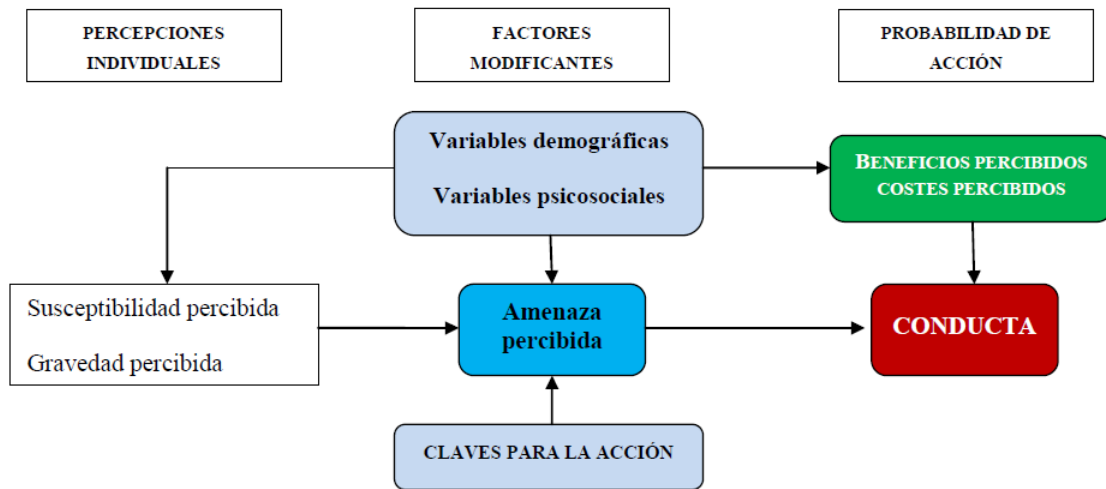 PERCEPCIONES
INDIVIDUALES
FACTORES
MODIFICANTES
PROBABILIDAD DE
ACCIÓN
Variables demográficas
Variables psicosociales
BENEFICIOS PERCIBIDOS
COSTES PERCIBIDOS
Susceptibilidad percibida
Gravedad percibida
Amenaza
percibida
CONDUCTA
CLAVES PARA LA ACCIÓN